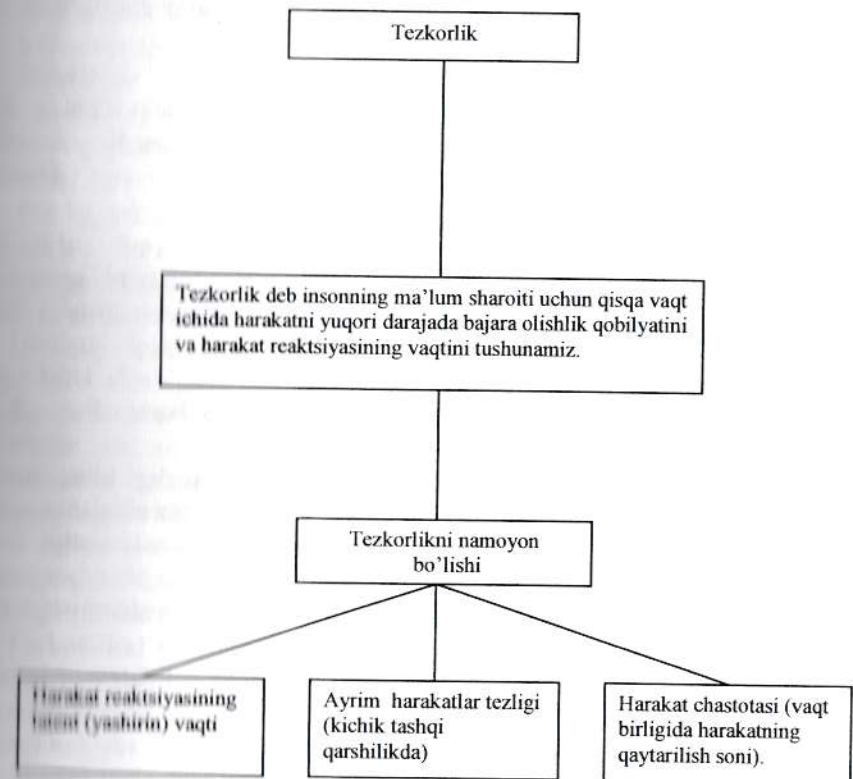 Tezkorlik
Tezkorlik deb insonning ma'lum sharoiti uchun qisqa vaqt
ichida harakatni yuqori darajada bajara olishlik qobilyatini
va harakat reaktsiyasining vaqtini tushunamiz.
Tezkorlikni namoyon
bo'lishi
Harakat reaktsiyasining
latent (yashirin) vaqti
Ayrim harakatlar tezligi
(kichik tashqi
qarshilikda)
Harakat chastotasi (vaqt
birligida harakatning
qaytarilish soni).